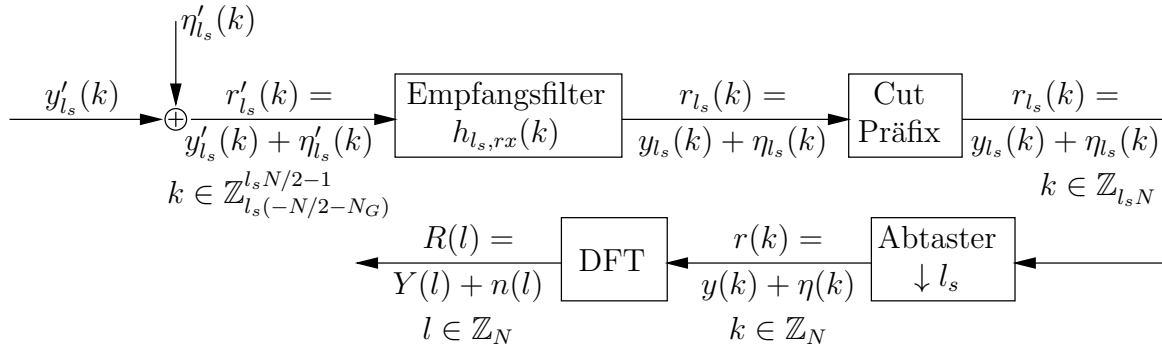 η′_{l_s}(k)
y′_{l_s}(k)
⊕
r′_{l_s}(k) =
y′_{l_s}(k) + η′_{l_s}(k)
k ∈ ℤ_{l_s(−N/2−N_G)}^{l_sN/2−1}
Empfangsfilter
h_{l_s,rx}(k)
r_{l_s}(k) =
y_{l_s}(k) + η_{l_s}(k)
Cut
Präfix
r_{l_s}(k) =
y_{l_s}(k) + η_{l_s}(k)
k ∈ ℤ_{l_sN}
R(l) =
Y(l) + n(l)
l ∈ ℤ_N
DFT
r(k) =
y(k) + η(k)
k ∈ ℤ_N
Abtaster
↓ l_s